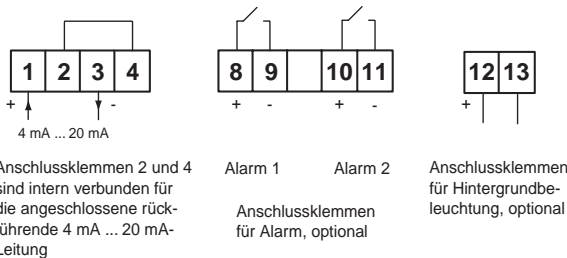 1 2 3 4
+ -
4 mA ... 20 mA
Anschlussklemmen 2 und 4
sind intern verbunden für
die angeschlossene rück-
führende 4 mA ... 20 mA-
Leitung
8 9 10 11
+ - + -
Alarm 1 Alarm 2
Anschlussklemmen
für Alarm, optional
12 13
+
Anschlussklemmen
für Hintergrundbe-
leuchtung, optional